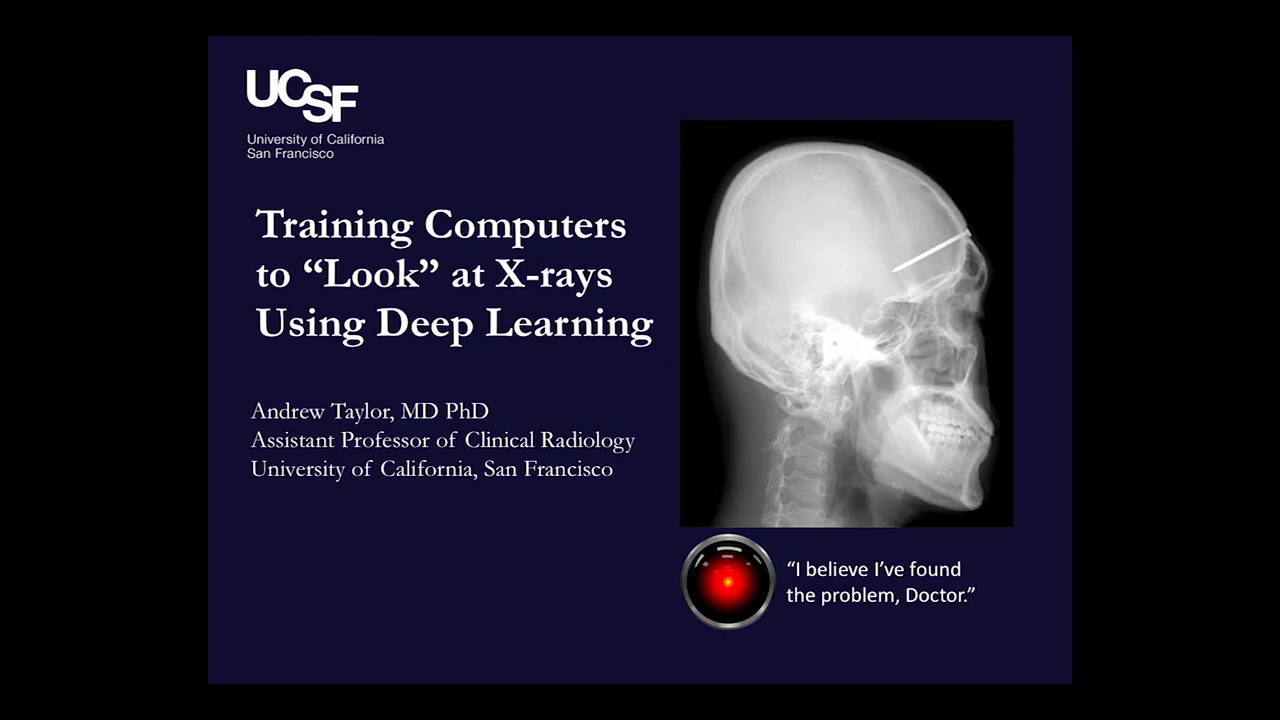 UCSF
University of California
San Francisco
Training Computers
to “Look” at X-rays
Using Deep Learning
Andrew Taylor, MD PhD
Assistant Professor of Clinical Radiology
University of California, San Francisco
“I believe I’ve found
the problem, Doctor.”